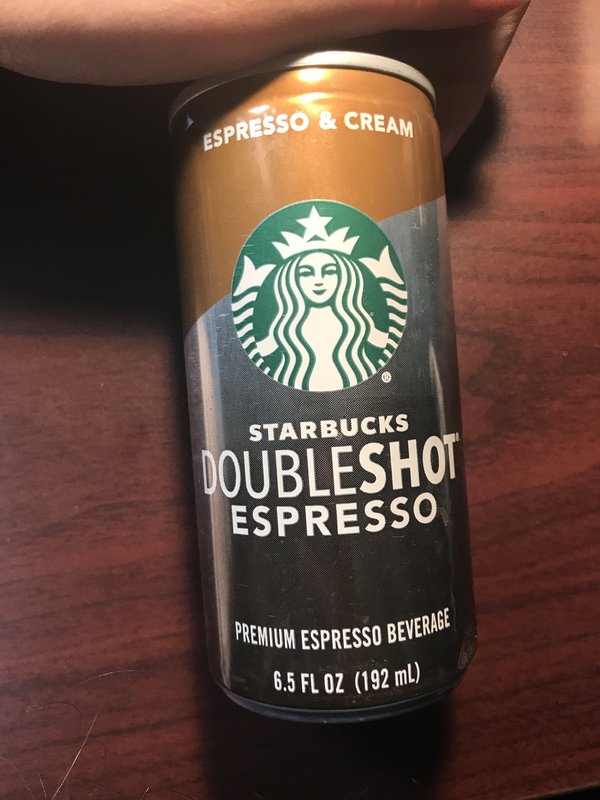 ESPRESSO & CREAM
®
STARBUCKS
DOUBLESHOT®
ESPRESSO
PREMIUM ESPRESSO BEVERAGE
6.5 FL OZ (192 mL)